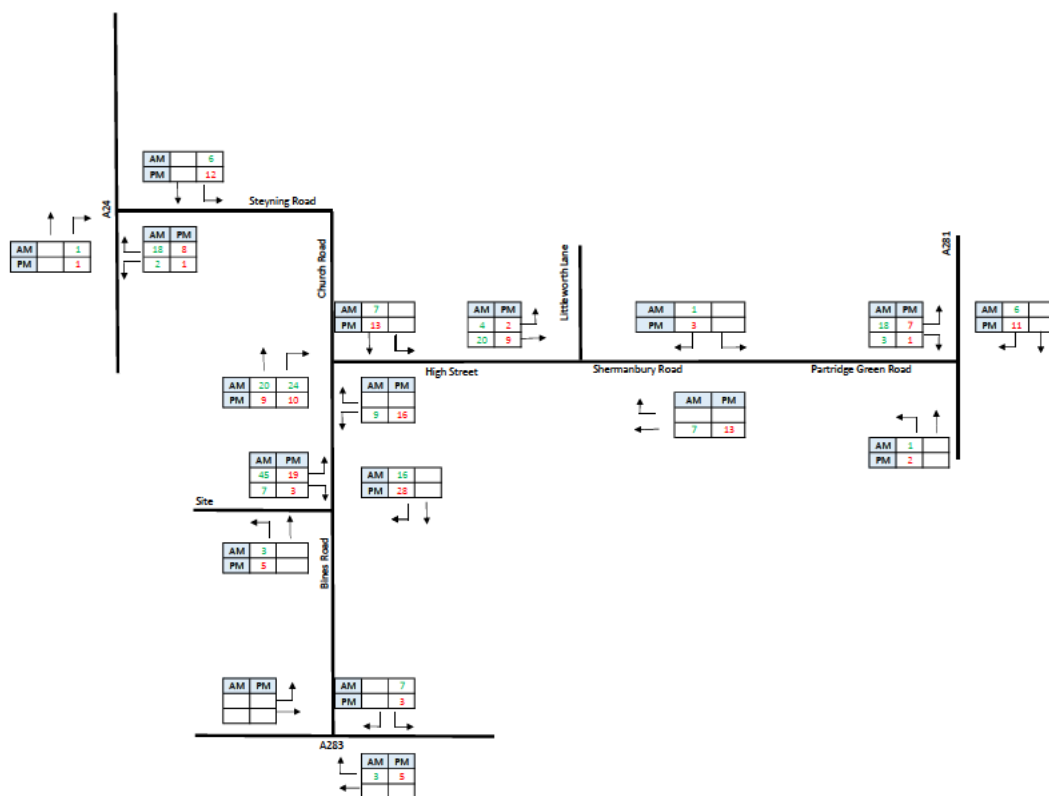 AM 6
PM 12
Steyning Road
A24
AM 1
PM 1
AM PM
18 8
2 1
Church Road
Littleworth Lane
A281
AM 7
PM 13
AM PM
4 2
20 9
AM 1
PM 3
AM PM
18 7
3 1
AM 6
PM 11
High Street
Shermanbury Road
Partridge Green Road
AM 20 24
PM 9 10
AM PM
9 16
AM PM
7 13
AM 1
PM 2
AM PM
45 19
7 3
AM 16
PM 28
Site
AM 3
PM 5
Bines Road
AM PM
AM 7
PM 3
A283
AM PM
3 5